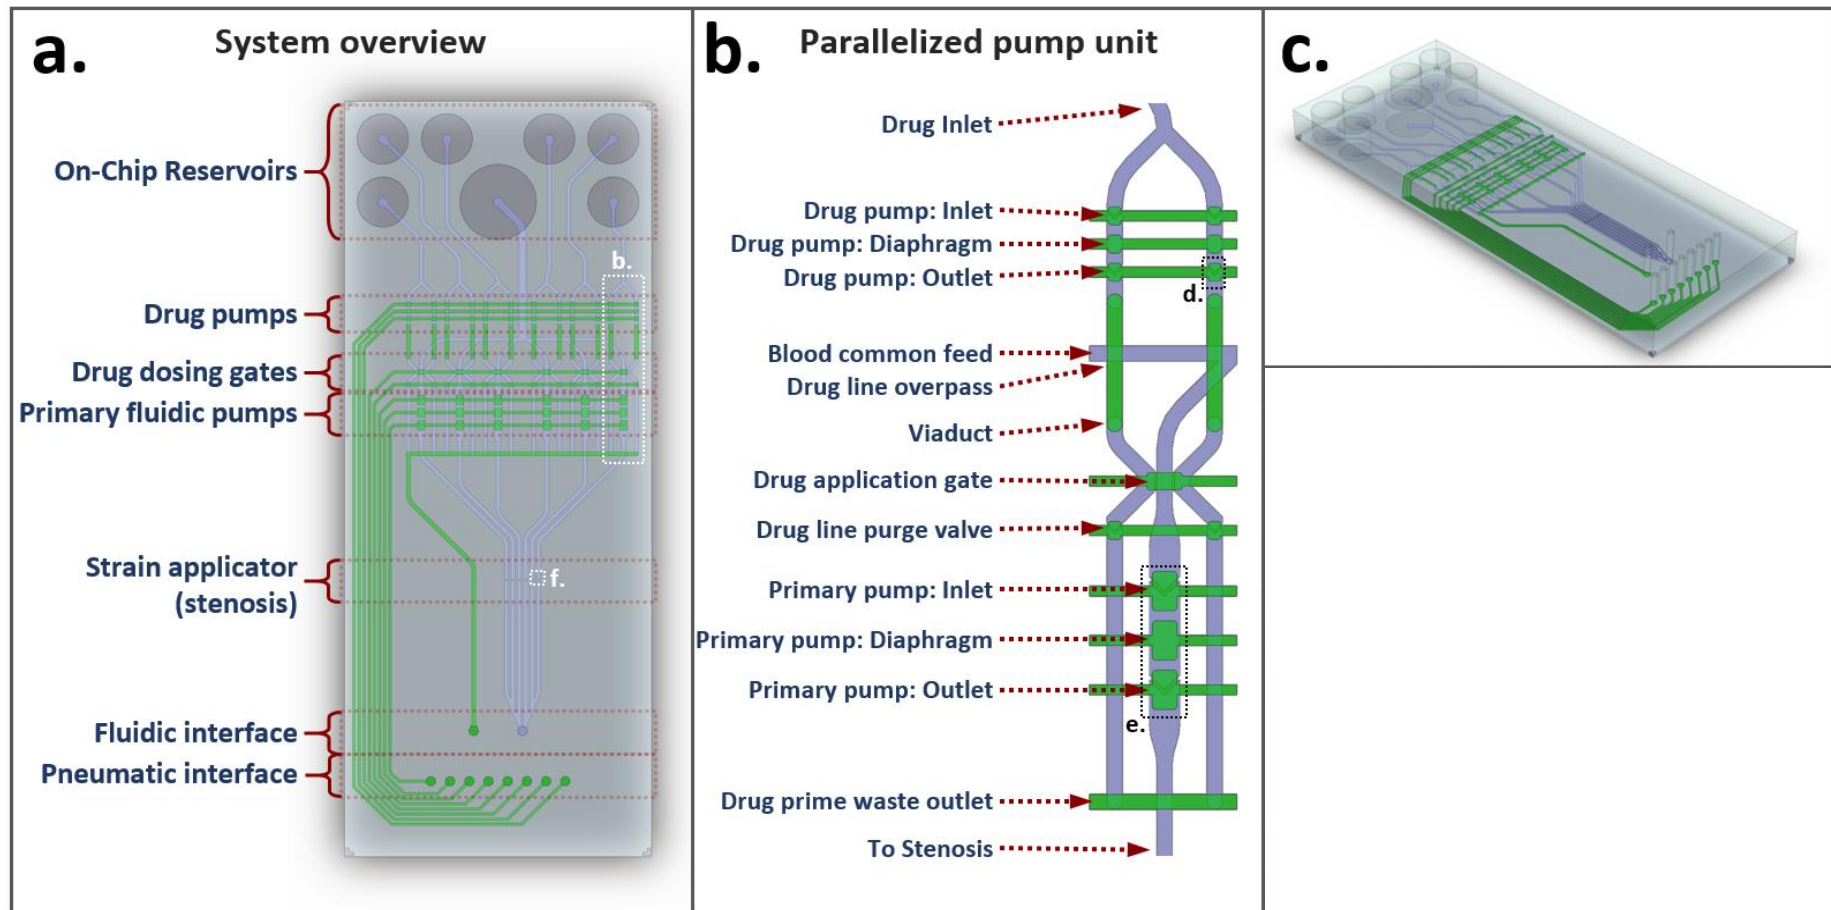 a.
System overview
On-Chip Reservoirs
b.
Drug pumps
Drug dosing gates
Primary fluidic pumps
Strain applicator
(stenosis)
f.
Fluidic interface
Pneumatic interface
b.
Parallelized pump unit
Drug Inlet
Drug pump: Inlet
Drug pump: Diaphragm
Drug pump: Outlet
d.
Blood common feed
Drug line overpass
Viaduct
Drug application gate
Drug line purge valve
Primary pump: Inlet
Primary pump: Diaphragm
Primary pump: Outlet
e.
Drug prime waste outlet
To Stenosis
c.